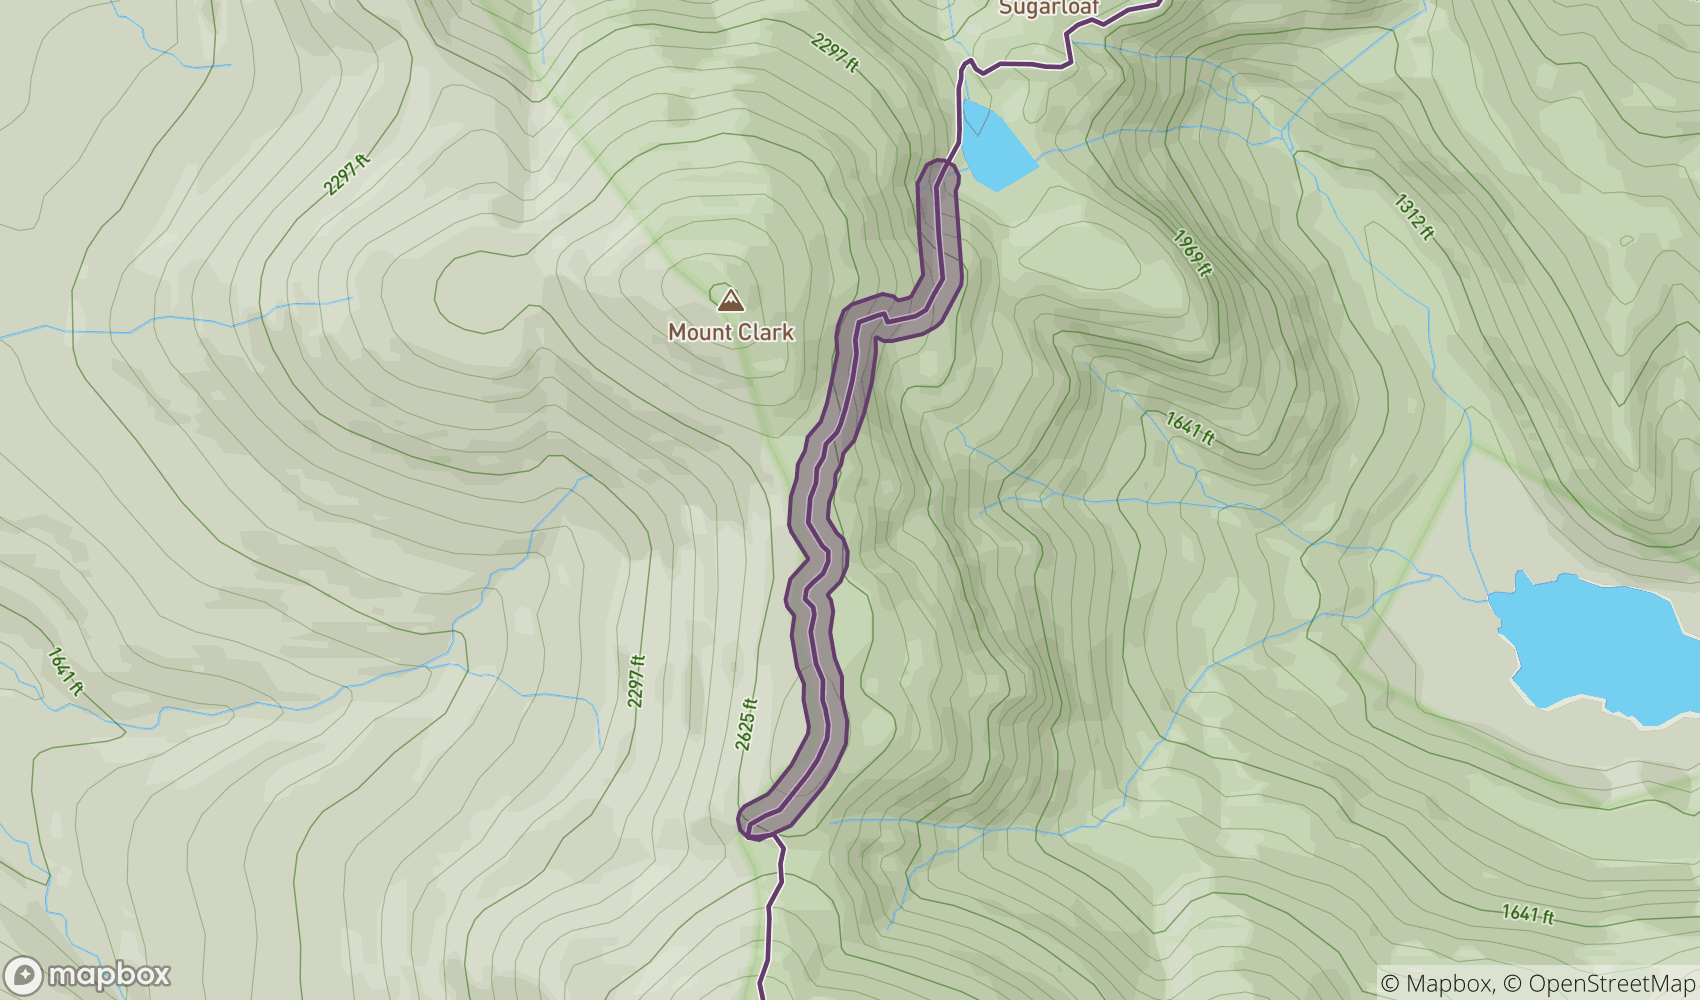 Sugarloaf
2297 ft
2297 ft
1312 ft
1969 ft
Mount Clark
1641 ft
1641 ft
2297 ft
2625 ft
1641 ft
mapbox
© Mapbox, © OpenStreetMap